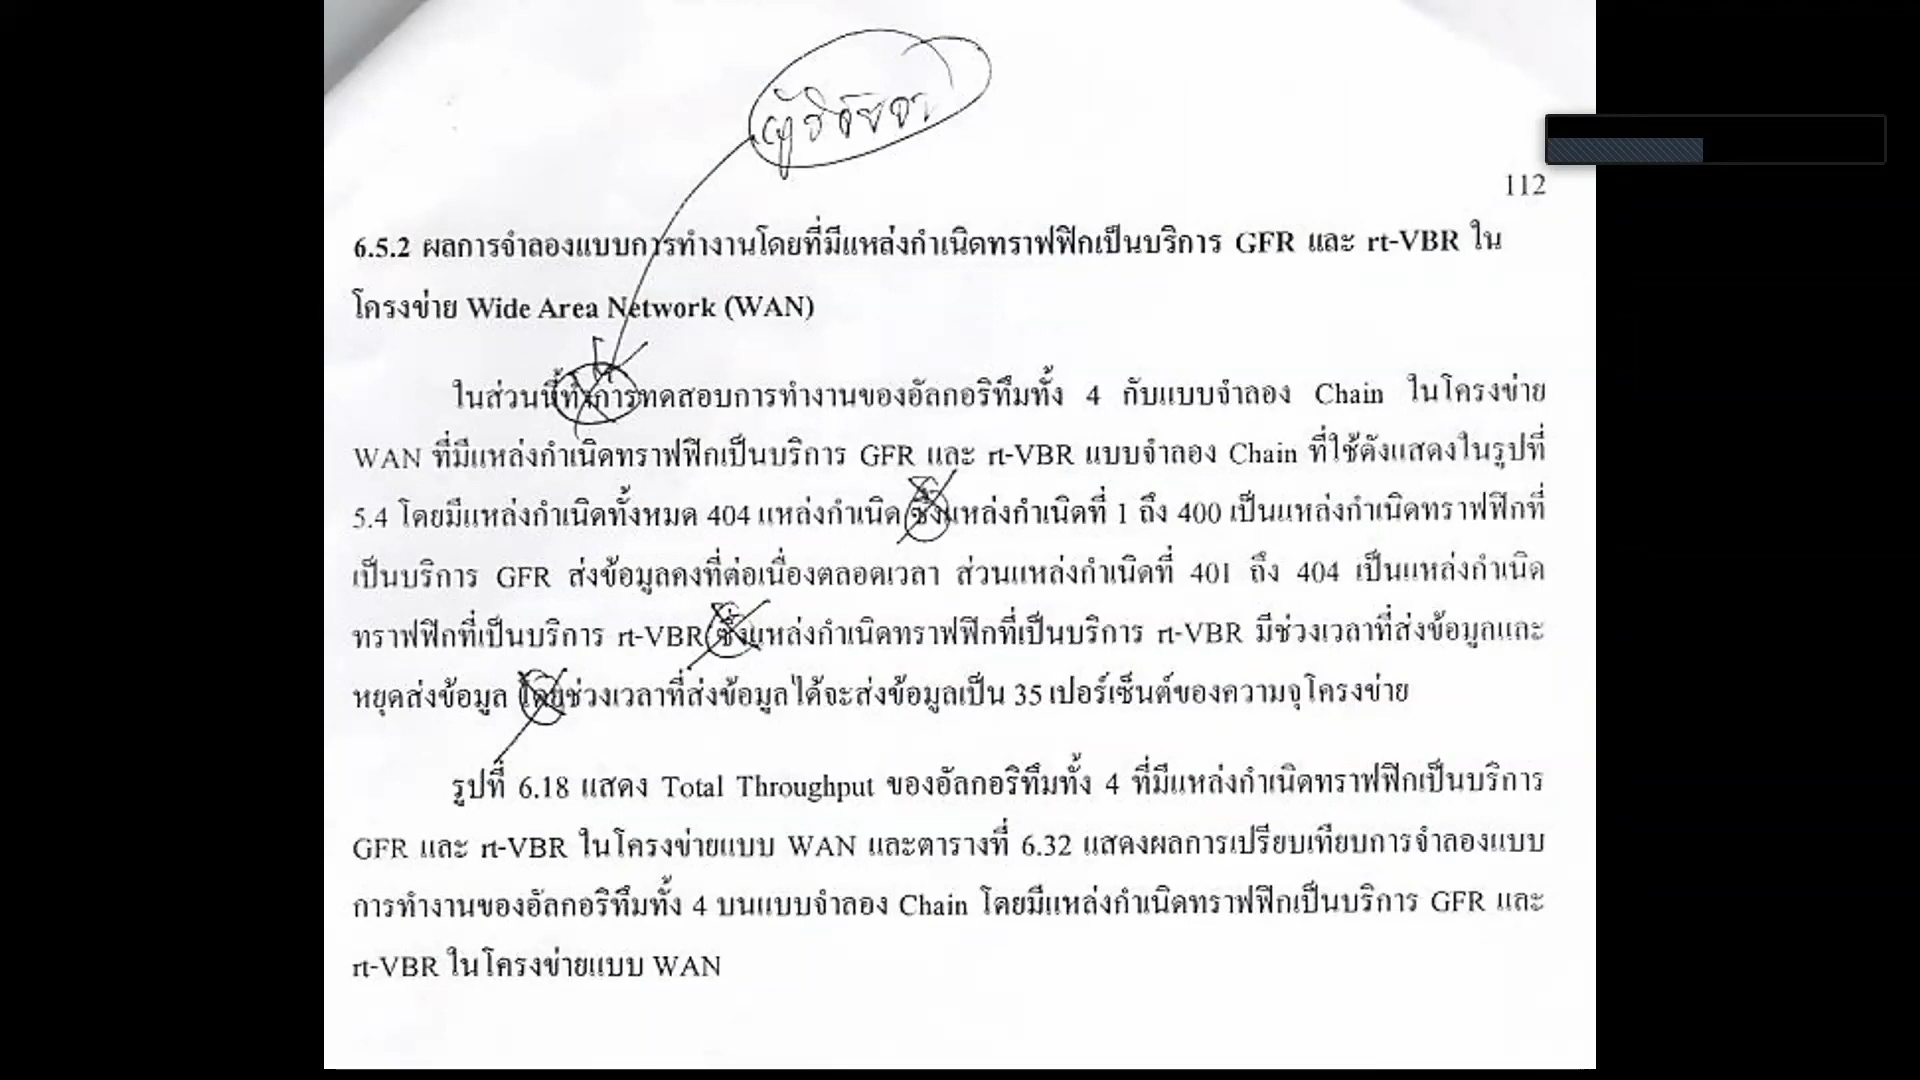 112
6.5.2 ผลการจำลองแบบการทำงานโดยที่มีแหล่งกำเนิดทราฟฟิกเป็นบริการ GFR และ rt-VBR ใน
โครงข่าย Wide Area Network (WAN)
ในส่วนนี้ทำการทดสอบการทำงานของอัลกอริทึมทั้ง 4 กับแบบจำลอง Chain ในโครงข่าย
WAN ที่มีแหล่งกำเนิดทราฟฟิกเป็นบริการ GFR และ rt-VBR แบบจำลอง Chain ที่ใช้ดังแสดงในรูปที่
5.4 โดยมีแหล่งกำเนิดทั้งหมด 404 แหล่งกำเนิด ซึ่งแหล่งกำเนิดที่ 1 ถึง 400 เป็นแหล่งกำเนิดทราฟฟิกที่
เป็นบริการ GFR ส่งข้อมูลคงที่ต่อเนื่องตลอดเวลา ส่วนแหล่งกำเนิดที่ 401 ถึง 404 เป็นแหล่งกำเนิด
ทราฟฟิกที่เป็นบริการ rt-VBR ซึ่งแหล่งกำเนิดทราฟฟิกที่เป็นบริการ rt-VBR มีช่วงเวลาที่ส่งข้อมูลและ
หยุดส่งข้อมูล โดยช่วงเวลาที่ส่งข้อมูลได้จะส่งข้อมูลเป็น 35 เปอร์เซ็นต์ของความจุโครงข่าย
รูปที่ 6.18 แสดง Total Throughput ของอัลกอริทึมทั้ง 4 ที่มีแหล่งกำเนิดทราฟฟิกเป็นบริการ
GFR และ rt-VBR ในโครงข่ายแบบ WAN และตารางที่ 6.32 แสดงผลการเปรียบเทียบการจำลองแบบ
การทำงานของอัลกอริทึมทั้ง 4 บนแบบจำลอง Chain โดยมีแหล่งกำเนิดทราฟฟิกเป็นบริการ GFR และ
rt-VBR ในโครงข่ายแบบ WAN